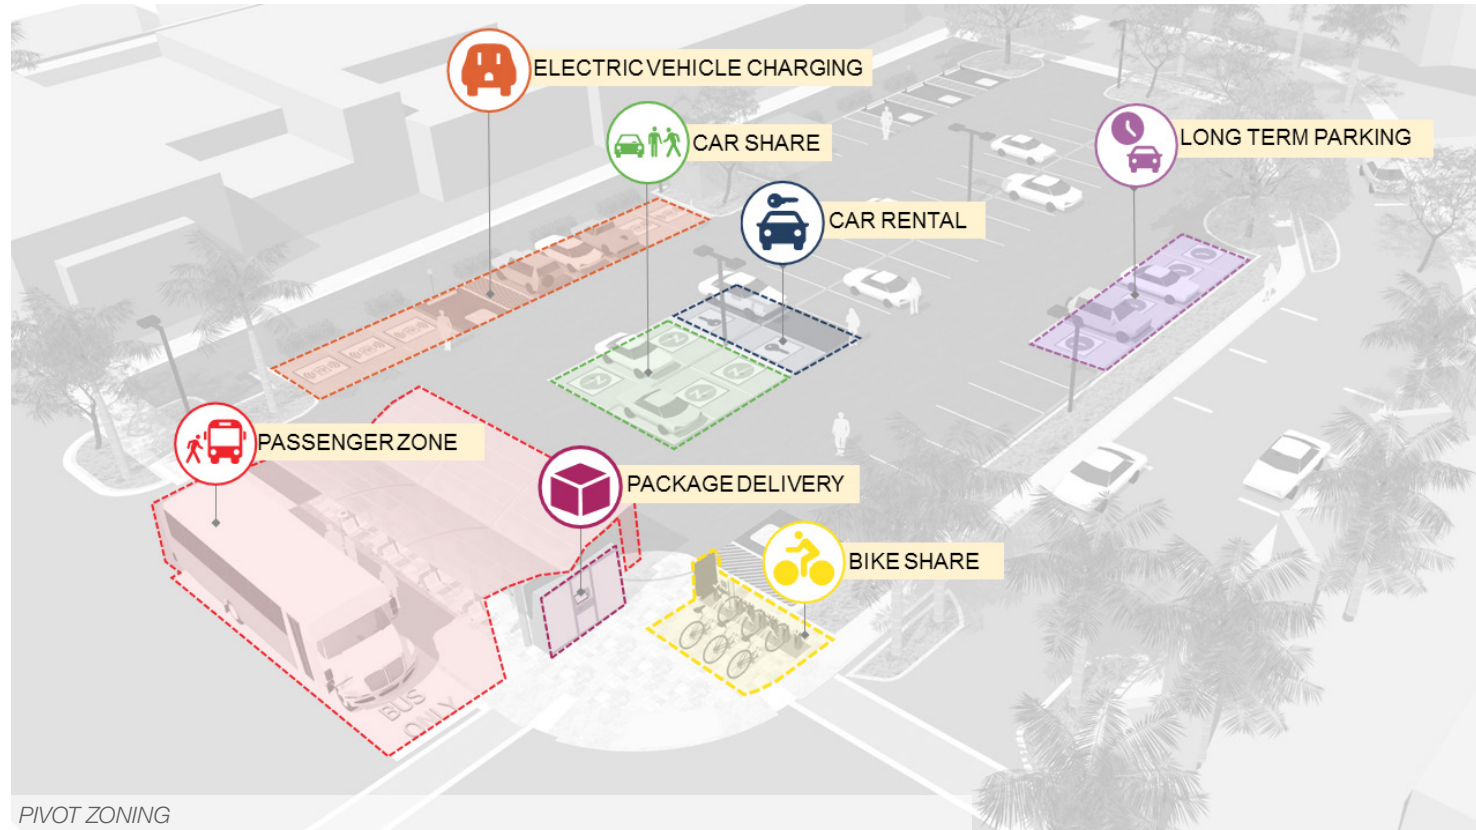 ELECTRIC VEHICLE CHARGING
CAR SHARE
LONG TERM PARKING
CAR RENTAL
PASSENGER ZONE
PACKAGE DELIVERY
BIKE SHARE
BUS
ONLY
PIVOT ZONING